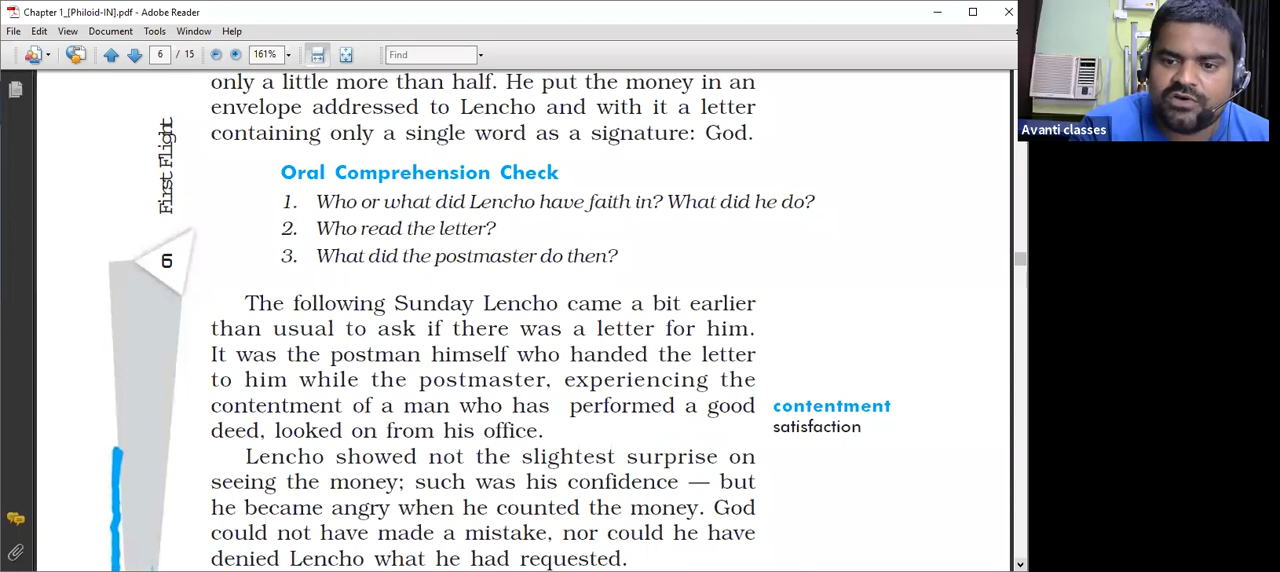 Chapter 1_[Philoid-IN].pdf - Adobe Reader
File Edit View Document Tools Window Help
6 / 15 161% Find
only a little more than half. He put the money in an
envelope addressed to Lencho and with it a letter
containing only a single word as a signature: God.
First Flight
Oral Comprehension Check
1. Who or what did Lencho have faith in? What did he do?
2. Who read the letter?
3. What did the postmaster do then?
6
The following Sunday Lencho came a bit earlier
than usual to ask if there was a letter for him.
It was the postman himself who handed the letter
to him while the postmaster, experiencing the
contentment of a man who has performed a good
deed, looked on from his office.
contentment
satisfaction
Lencho showed not the slightest surprise on
seeing the money; such was his confidence — but
he became angry when he counted the money. God
could not have made a mistake, nor could he have
denied Lencho what he had requested.
Avanti classes